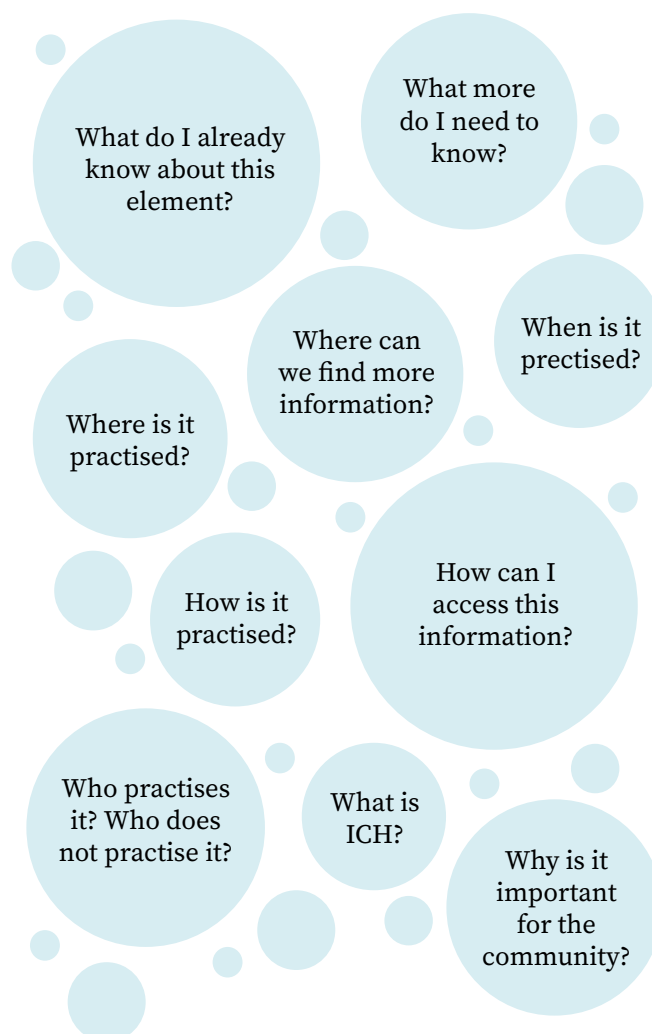 What do I already
know about this
element?
What more
do I need to
know?
Where can
we find more
information?
When is it
prectised?
Where is it
practised?
How is it
practised?
How can I
access this
information?
Who practises
it? Who does
not practise it?
What is
ICH?
Why is it
important
for the
community?